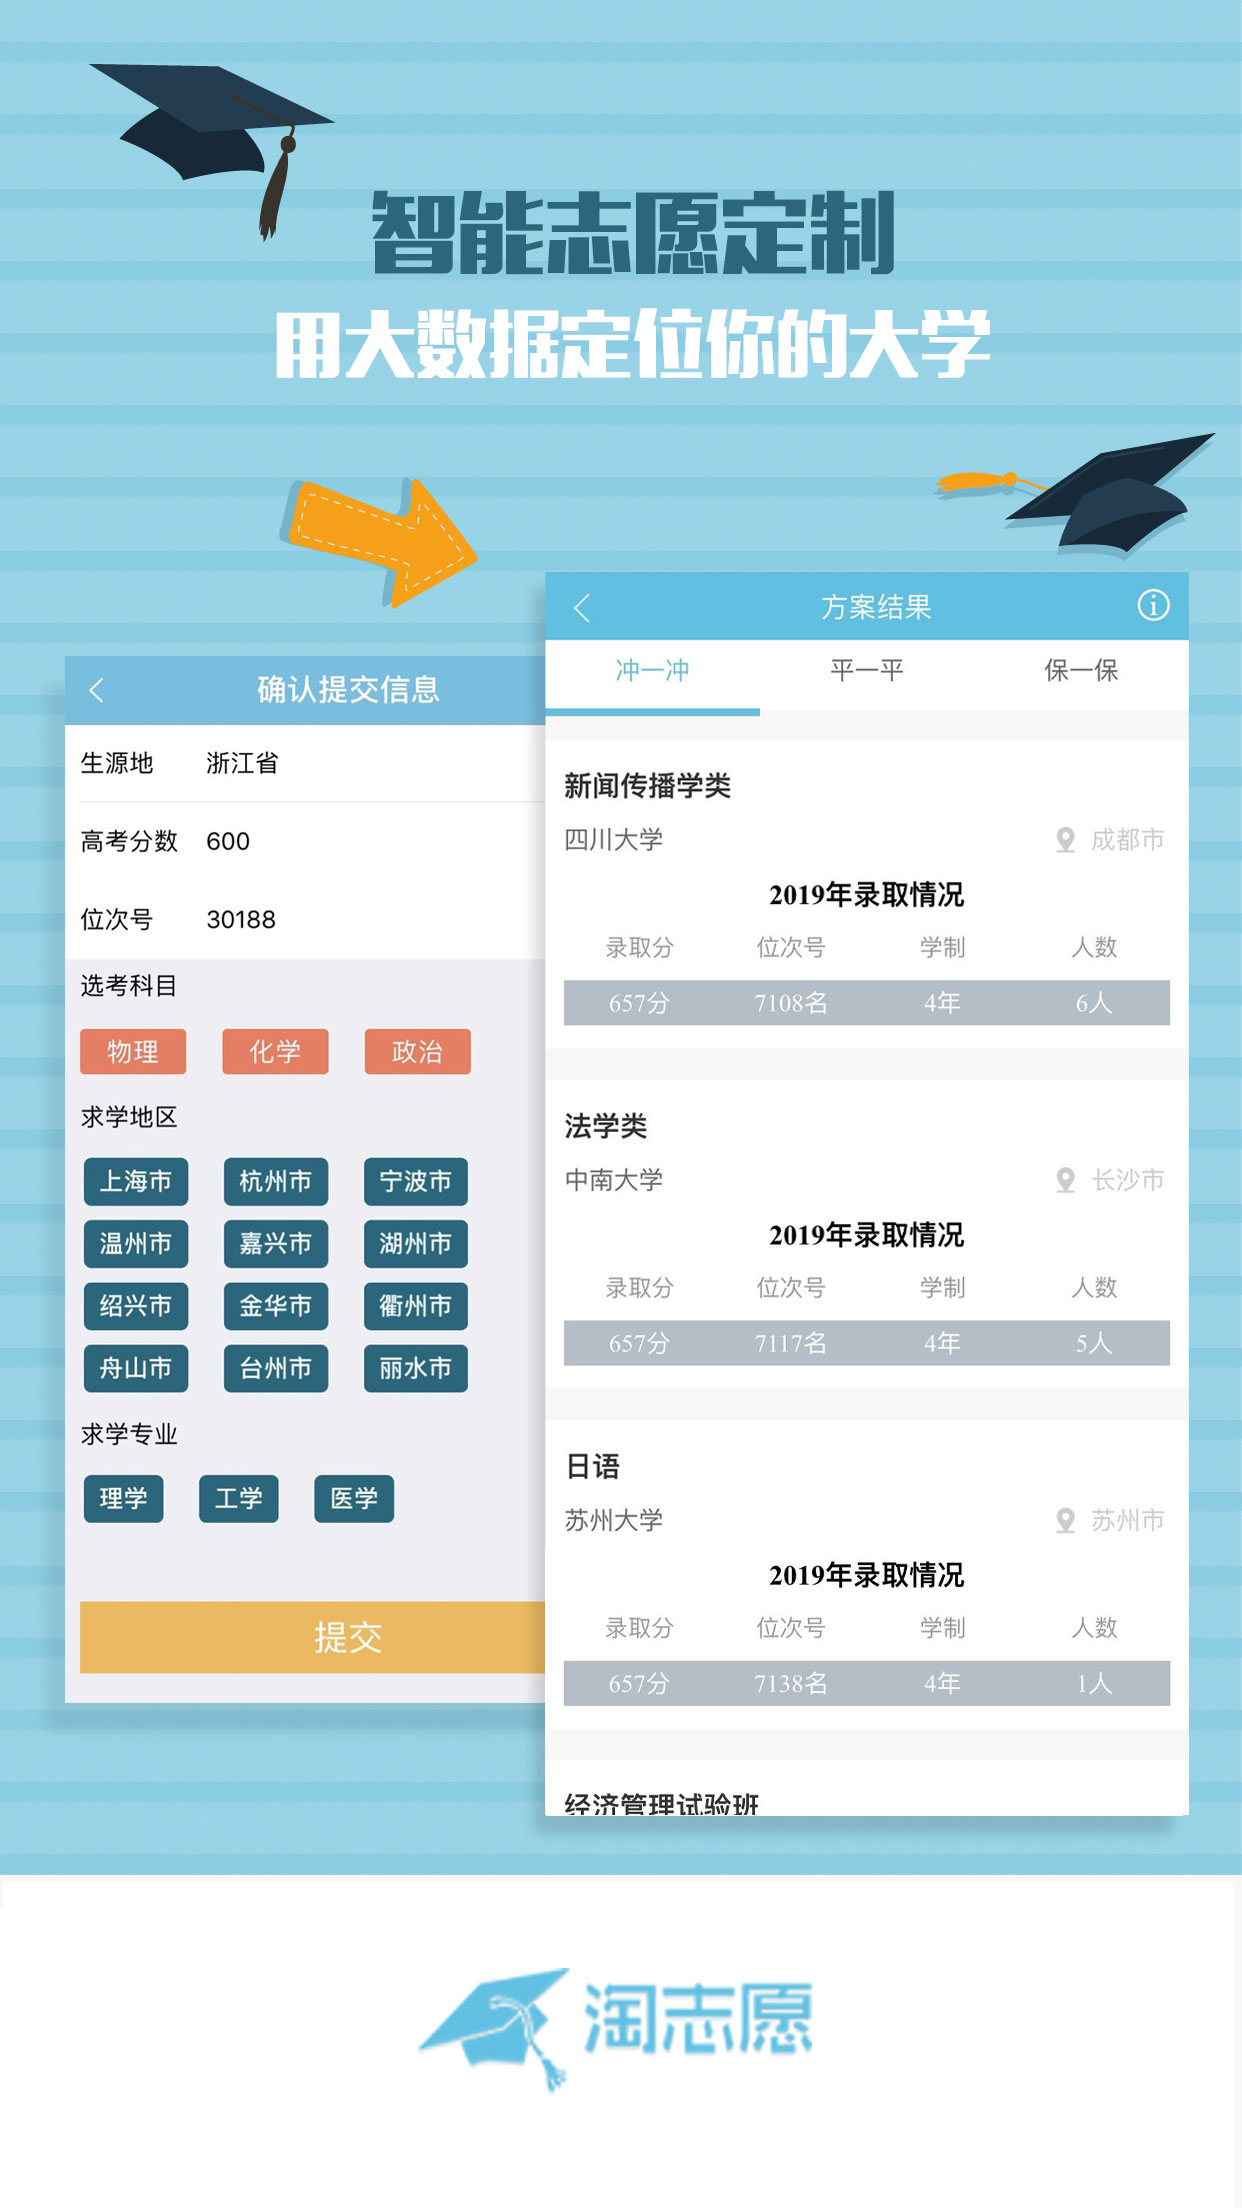 智能志愿定制
用大数据定位你的大学
确认提交信息
生源地 浙江省
高考分数 600
位次号 30188
选考科目
物理 化学 政治
求学地区
上海市 杭州市 宁波市
温州市 嘉兴市 湖州市
绍兴市 金华市 衢州市
舟山市 台州市 丽水市
求学专业
理学 工学 医学
提交
方案结果
冲一冲 平一平 保一保
新闻传播学类
四川大学 成都市
2019年录取情况
录取分 位次号 学制 人数
657分 7108名 4年 6人
法学类
中南大学 长沙市
2019年录取情况
录取分 位次号 学制 人数
657分 7117名 4年 5人
日语
苏州大学 苏州市
2019年录取情况
录取分 位次号 学制 人数
657分 7138名 4年 1人
经济管理试验班
淘志愿